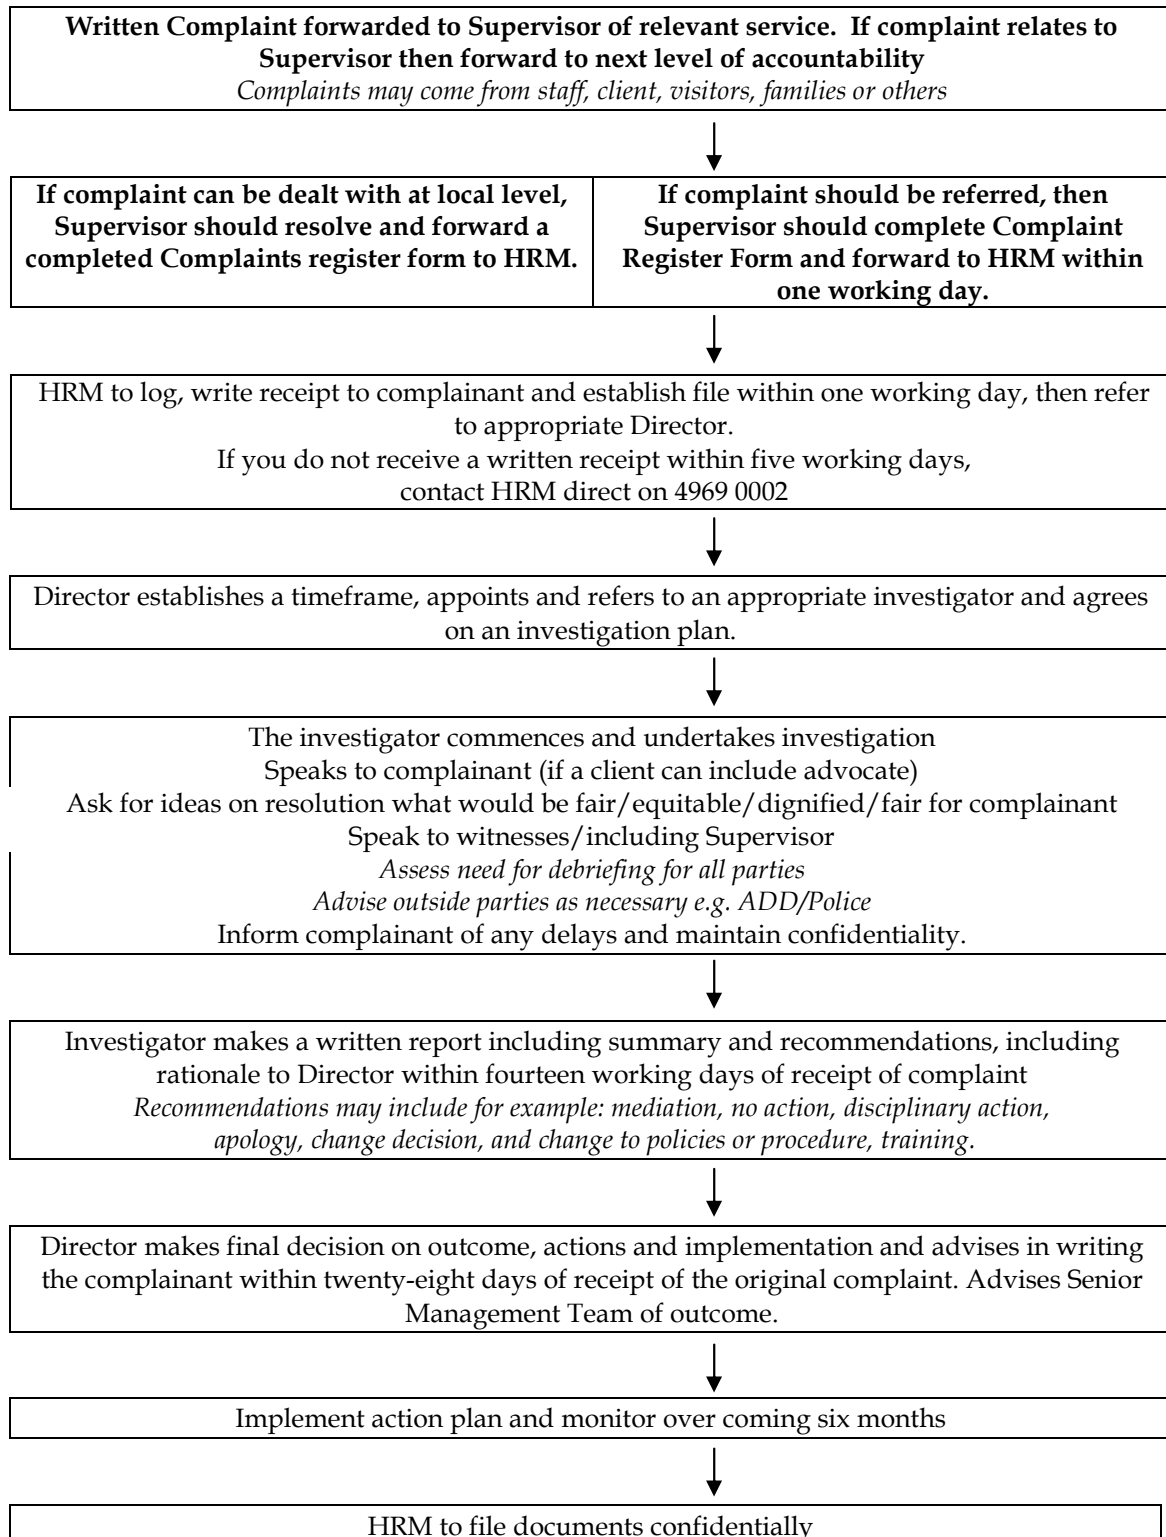 Written Complaint forwarded to Supervisor of relevant service.  If complaint relates to
Supervisor then forward to next level of accountability
Complaints may come from staff, client, visitors, families or others
If complaint can be dealt with at local level,
Supervisor should resolve and forward a
completed Complaints register form to HRM.
If complaint should be referred, then
Supervisor should complete Complaint
Register Form and forward to HRM within
one working day.
HRM to log, write receipt to complainant and establish file within one working day, then refer
to appropriate Director.
If you do not receive a written receipt within five working days,
contact HRM direct on 4969 0002
Director establishes a timeframe, appoints and refers to an appropriate investigator and agrees
on an investigation plan.
The investigator commences and undertakes investigation
Speaks to complainant (if a client can include advocate)
Ask for ideas on resolution what would be fair/equitable/dignified/fair for complainant
Speak to witnesses/including Supervisor
Assess need for debriefing for all parties
Advise outside parties as necessary e.g. ADD/Police
Inform complainant of any delays and maintain confidentiality.
Investigator makes a written report including summary and recommendations, including
rationale to Director within fourteen working days of receipt of complaint
Recommendations may include for example: mediation, no action, disciplinary action,
apology, change decision, and change to policies or procedure, training.
Director makes final decision on outcome, actions and implementation and advises in writing
the complainant within twenty-eight days of receipt of the original complaint. Advises Senior
Management Team of outcome.
Implement action plan and monitor over coming six months
HRM to file documents confidentially